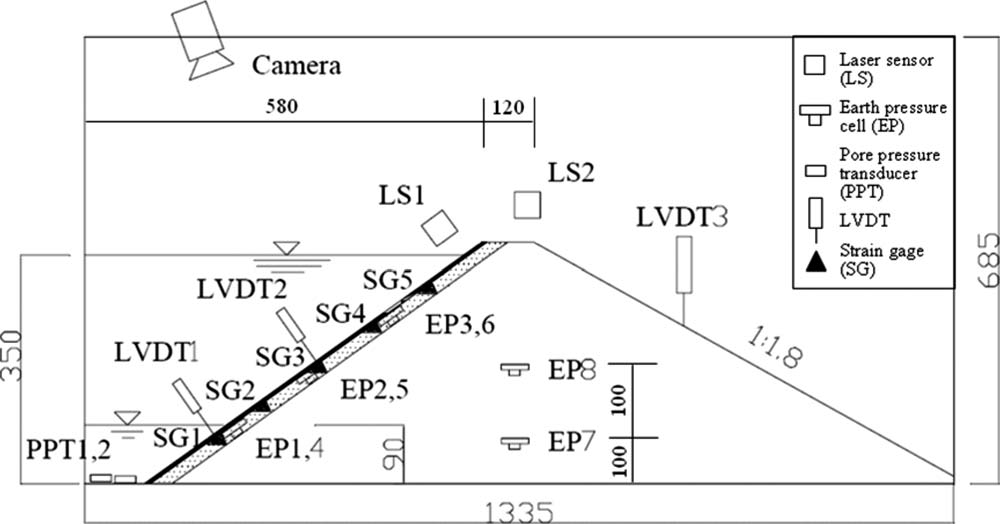 Camera
580
120
Laser sensor
(LS)
Earth pressure
cell (EP)
Pore pressure
transducer
(PPT)
LVDT
Strain gage
(SG)
LS1
LS2
LVDT3
685
SG5
LVDT2
SG4
EP3,6
350
LVDT1
SG3
1:1.8
EP8
SG2
EP2,5
100
SG1
EP1,4
90
EP7
PPT1,2
100
1335